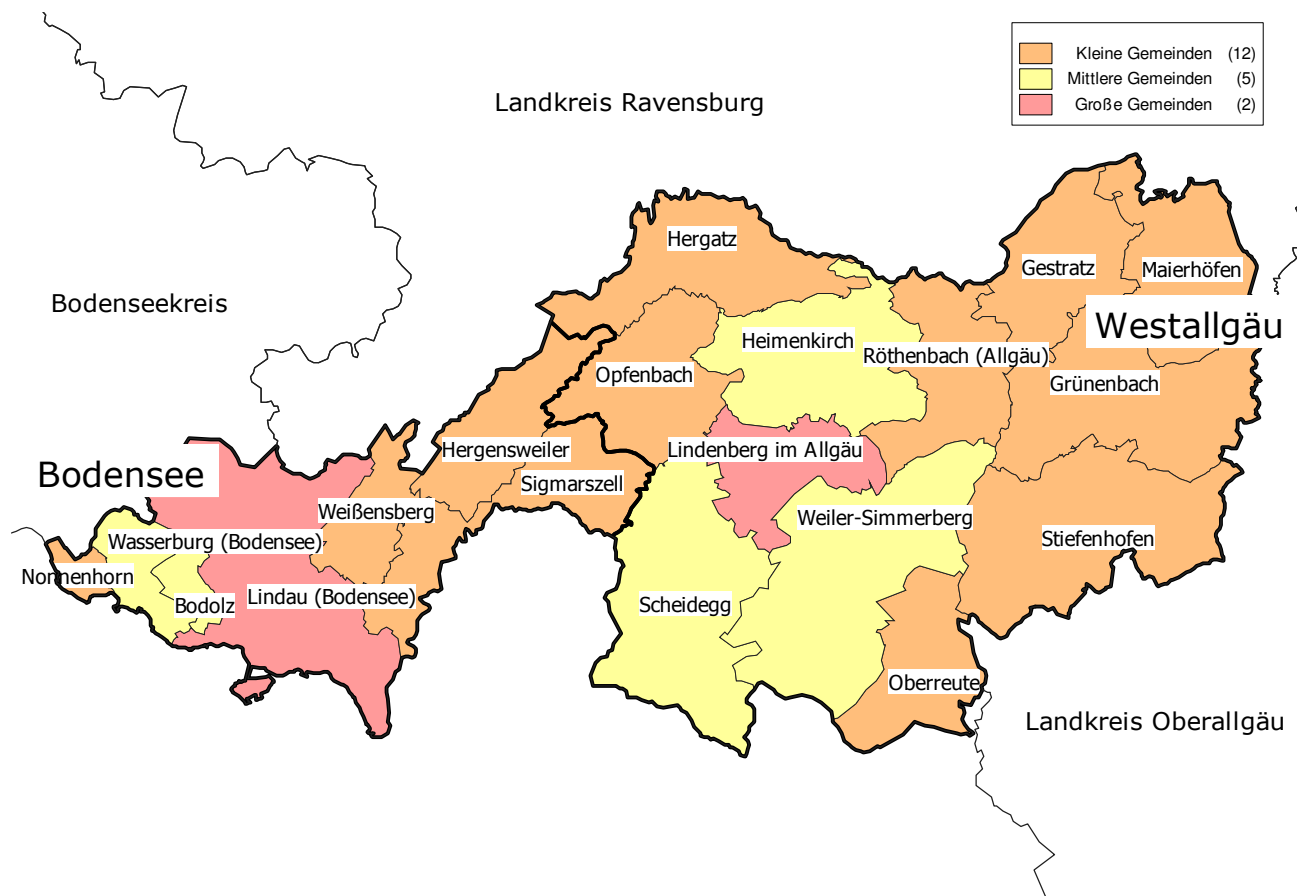 Kleine Gemeinden (12)
Mittlere Gemeinden (5)
Große Gemeinden (2)
Landkreis Ravensburg
Hergatz
Gestratz
Maierhöfen
Bodenseekreis
Westallgäu
Heimenkirch
Röthenbach (Allgäu)
Opfenbach
Grünenbach
Hergensweiler
Lindenberg im Allgäu
Bodensee
Sigmarszell
Weißensberg
Weiler-Simmerberg
Wasserburg (Bodensee)
Stiefenhofen
Nonnenhorn
Bodolz
Lindau (Bodensee)
Scheidegg
Oberreute
Landkreis Oberallgäu